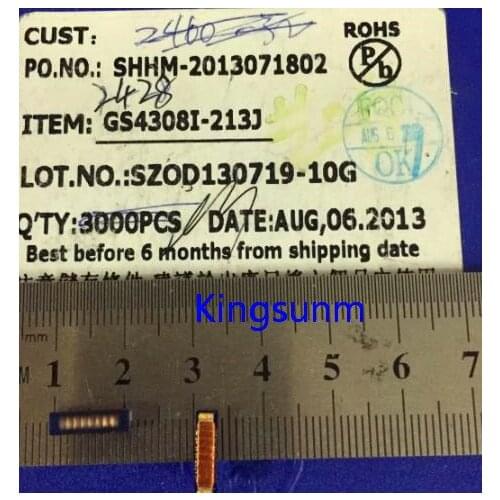 CUST: 2400
ROHS
Pb
PO.NO.: SHHM-2013071802
2428
ITEM: GS4308I-213J
OK
LOT.NO.:SZOD130719-10G
Q'TY:3000PCS DATE:AUG,06.2013
Best before 6 months from shipping date
Kingsunm
mm
1 2 3 4 5 6 7